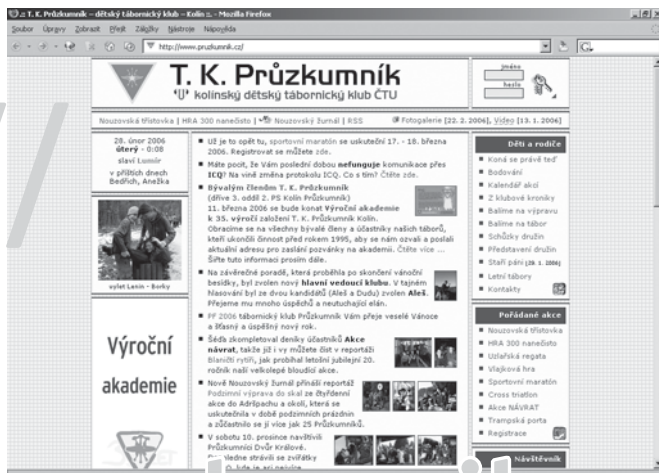 .:: T. K. Průzkumník – dětský tábornický klub – Kolín ::. - Mozilla Firefox
Soubor Úpravy Zobrazit Přejít Záložky Nástroje Nápověda
http://www.pruzkumnik.cz/
T. K. Průzkumník
kolínský dětský tábornický klub ČTU
jméno
heslo
Nouzovská třístovka | HRA 300 nanečisto | Nouzovský žurnál | RSS
Fotogalerie [22. 2. 2006], Video [13. 1. 2006]
28. únor 2006
úterý - 0:08
slaví Lumír
v příštích dnech
Bedřich, Anežka
výlet Lenin - Borky
Výroční
akademie
Už je to opět tu, sportovní maratón se uskuteční 17. - 18. března
2006. Registrovat se můžete zde.
Máte pocit, že Vám poslední dobou nefunguje komunikace přes
ICQ? Na vině změna protokolu ICQ. Co s tím? Čtěte zde.
Bývalým členům T. K. Průzkumník
(dříve 3. oddíl 2. PS Kolín Průzkumníci)
11. března 2006 se bude konat Výroční akademie
k 35. výročí založení T. K. Průzkumník Kolín.
Obracíme se na všechny bývalé členy a účastníky našich táborů,
kteří ukončili činnost před rokem 1995, aby se nám ozvali a poslali
aktuální adresu pro zaslání pozvánky na akademii. Čtěte více ...
Šiřte tuto informaci prosím dále.
Na závěrečné poradě, která proběhla po skončení vánoční
besídky, byl zvolen nový hlavní vedoucí klubu. V tajném
hlasování byl ze dvou kandidátů (Aleš a Dudu) zvolen Aleš.
Přejeme mu mnoho úspěchů a neutuchající elán.
PF 2006 tábornický klub Průzkumník Vám přeje veselé Vánoce
a šťastný a úspěšný nový rok.
Šéďa zkompletoval deníky účastníků Akce
návrat, takže již i vy můžete číst v reportáži
Blaničtí rytíři, jak probíhal letošní jubilejní 20.
ročník naší velkolepé bloudící akce.
Nově Nouzovský žurnál přináší reportáž
Podzimní výprava do skal ze čtyřdenní
akce do Adršpachu a okolí, která se
uskutečnila v době podzimních prázdnin
a zúčastnilo se jí více jak 25 Průzkumníků.
V sobotu 10. prosince navštívili
Průzkumníci Dvůr Králové.
strávili se zvířátky
Děti a rodiče
Koná se právě teď
Bodování
Kalendář akcí
Z klubové kroniky
Balíme na výpravu
Balíme na tábor
Schůzky družin
Představení družin
Staří páni [29. 1. 2006]
Letní tábory
Kontakty
Pořádané akce
Nouzovská třístovka
HRA 300 nanečisto
Uzlařská regata
Vlajková hra
Sportovní maratón
Cross triatlon
Akce NÁVRAT
Trampská porta
Registrace
Návštěvník